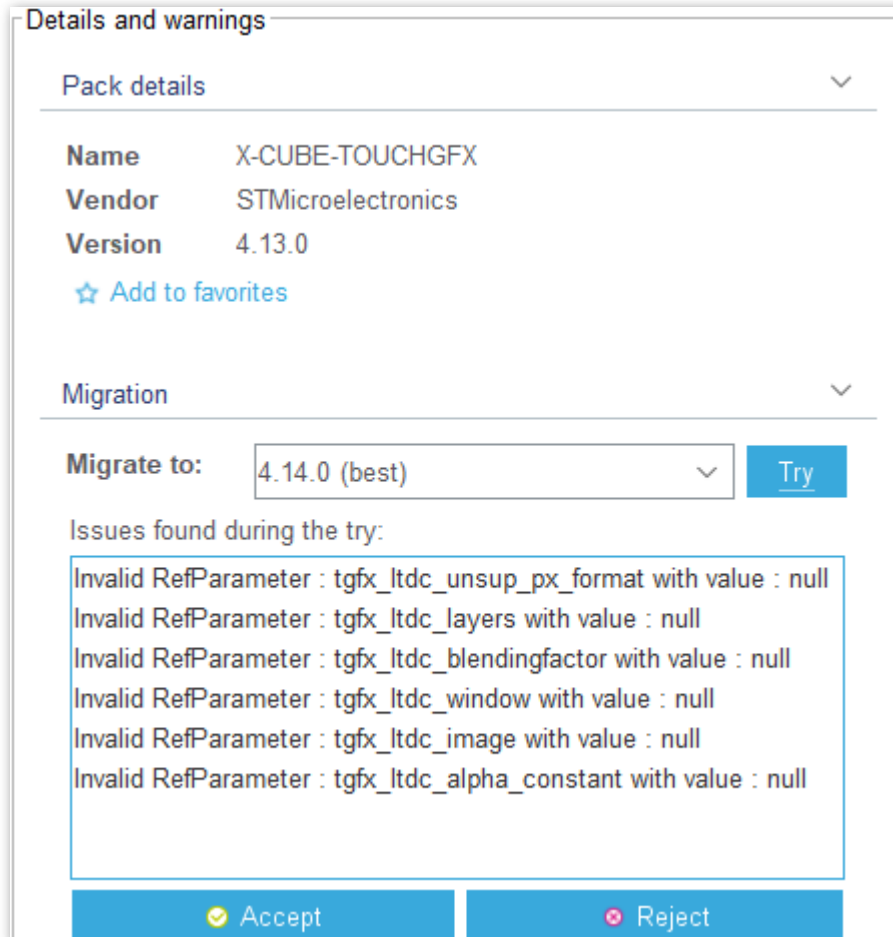 Details and warnings
Pack details
Name X-CUBE-TOUCHGFX
Vendor STMicroelectronics
Version 4.13.0
Add to favorites
Migration
Migrate to: 4.14.0 (best) Try
Issues found during the try:
Invalid RefParameter : tgfx_ltdc_unsup_px_format with value : null
Invalid RefParameter : tgfx_ltdc_layers with value : null
Invalid RefParameter : tgfx_ltdc_blendingfactor with value : null
Invalid RefParameter : tgfx_ltdc_window with value : null
Invalid RefParameter : tgfx_ltdc_image with value : null
Invalid RefParameter : tgfx_ltdc_alpha_constant with value : null
Accept Reject